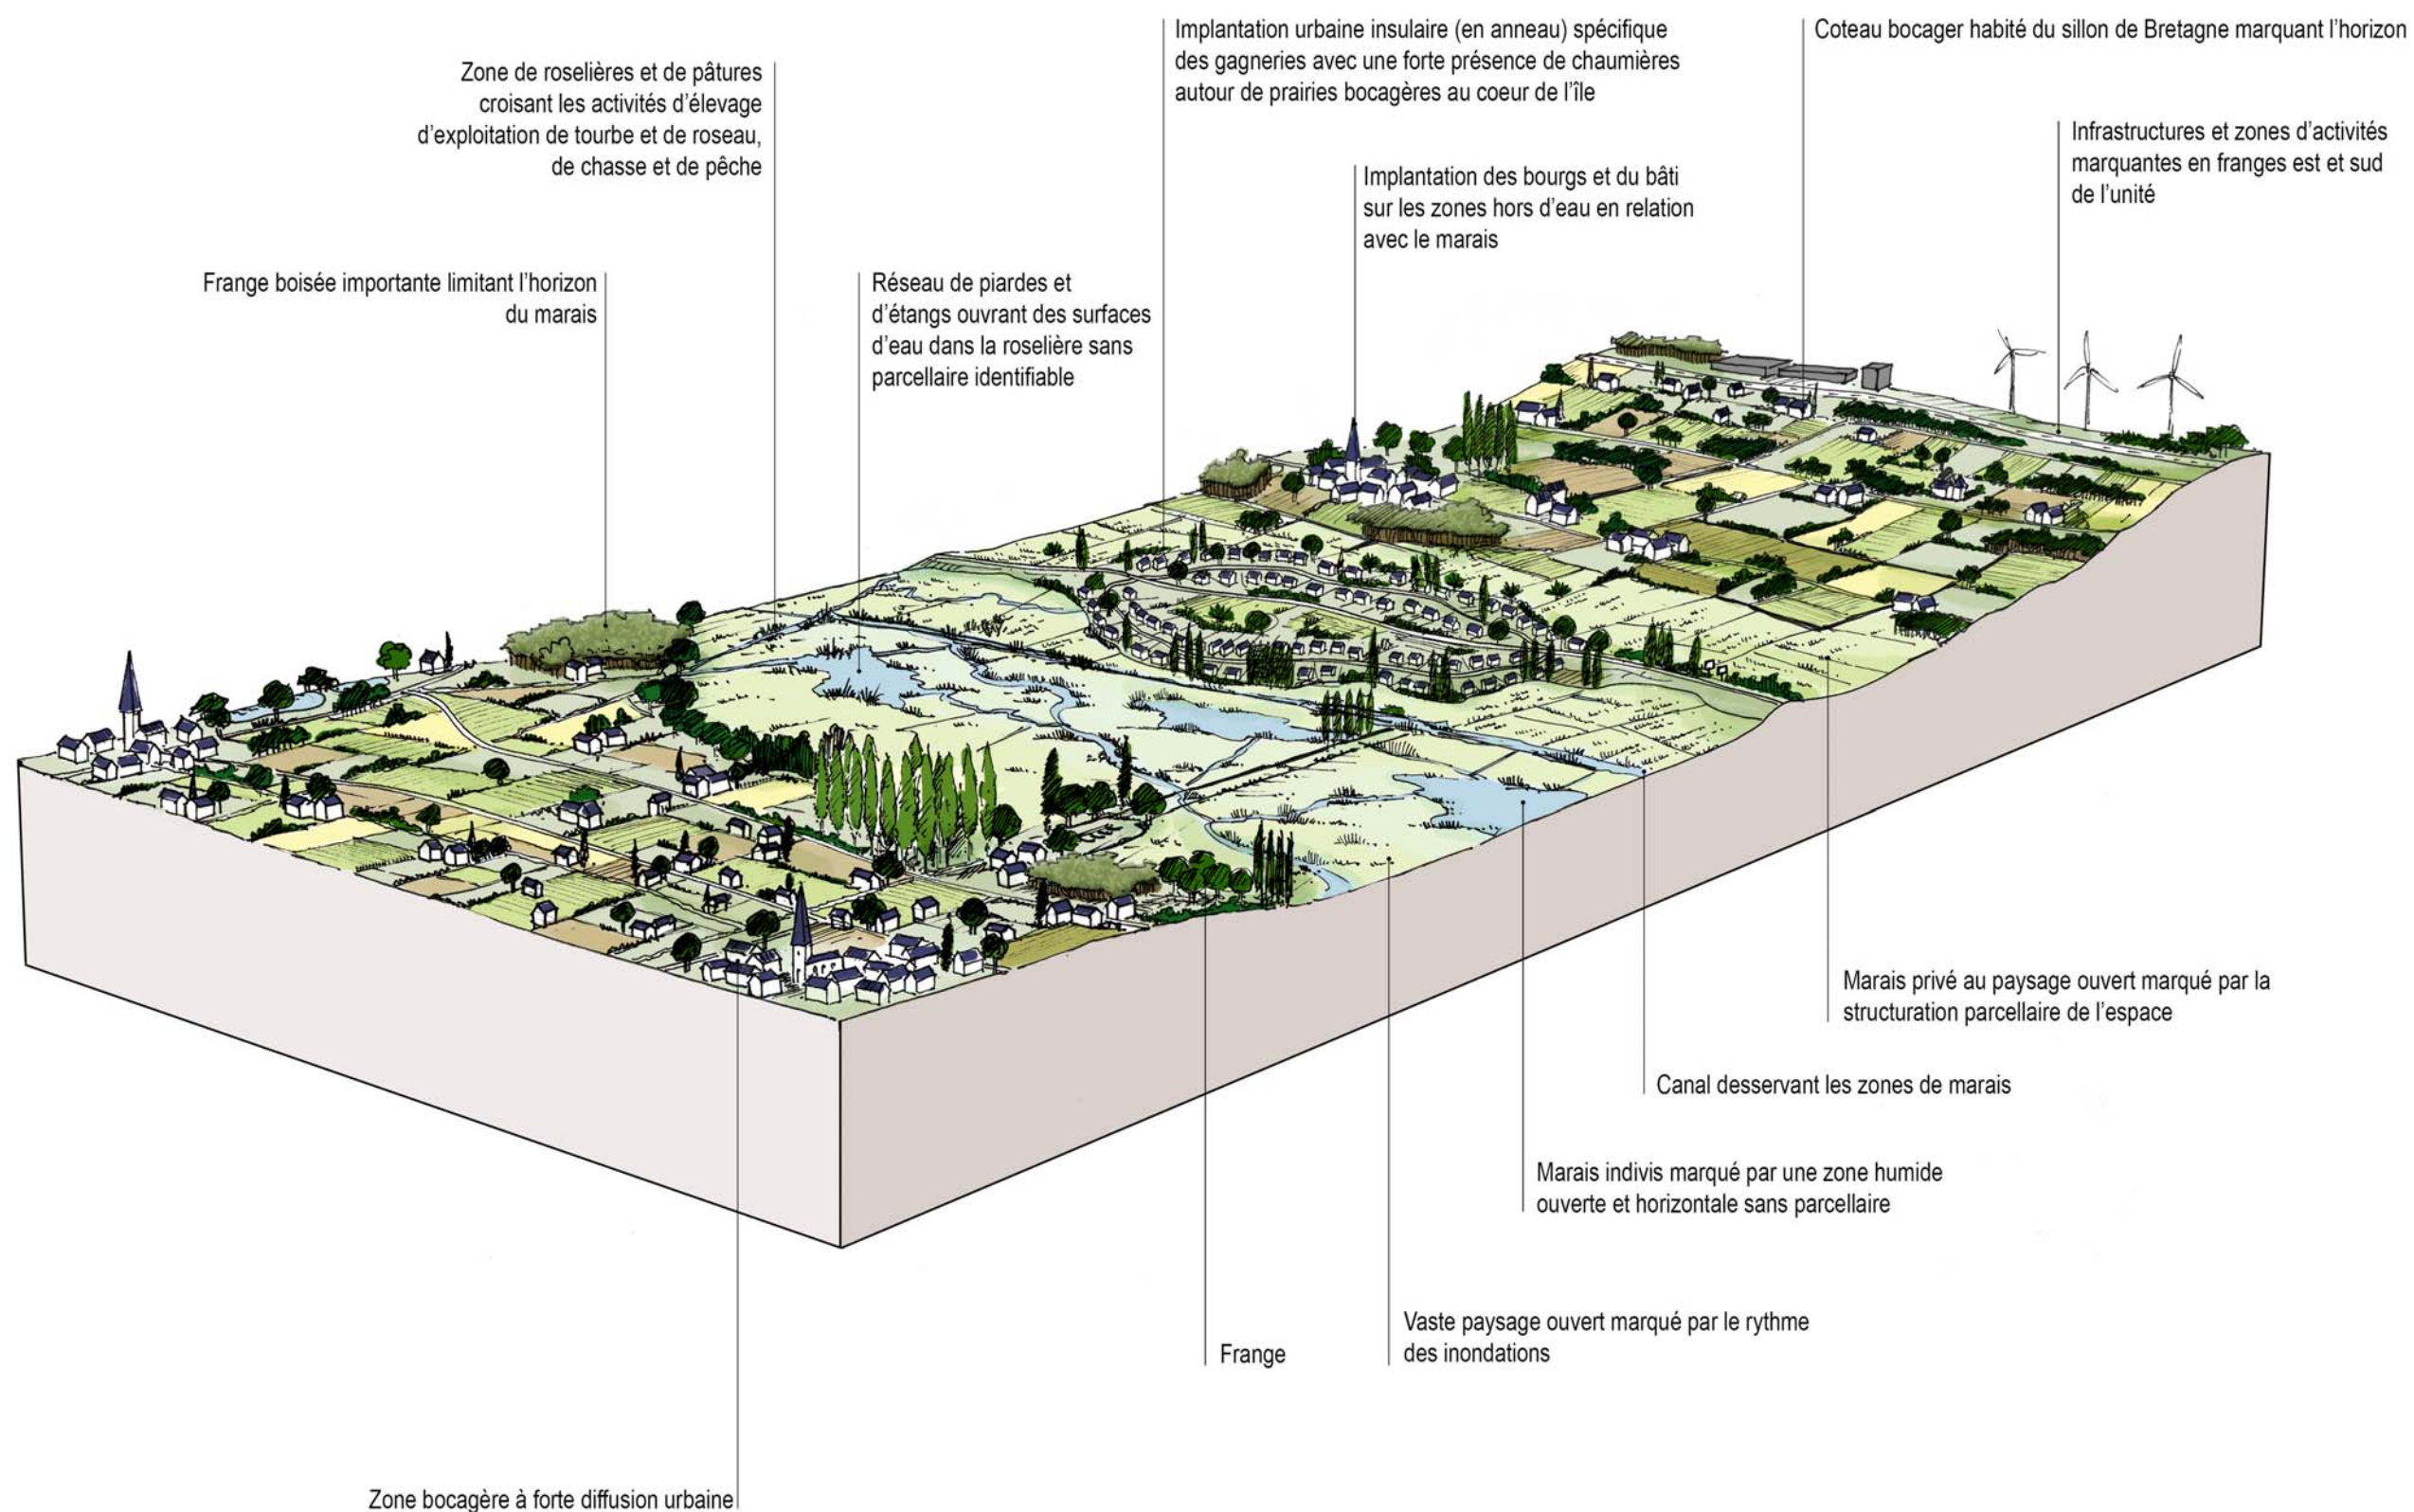 Implantation urbaine insulaire (en anneau) spécifique
des gagneries avec une forte présence de chaumières
autour de prairies bocagères au coeur de l'île
Coteau bocager habité du sillon de Bretagne marquant l'horizon
Zone de roselières et de pâtures
croisant les activités d'élevage
d'exploitation de tourbe et de roseau,
de chasse et de pêche
Infrastructures et zones d'activités
marquantes en franges est et sud
de l'unité
Implantation des bourgs et du bâti
sur les zones hors d'eau en relation
avec le marais
Frange boisée importante limitant l'horizon
du marais
Réseau de piardes et
d'étangs ouvrant des surfaces
d'eau dans la roselière sans
parcellaire identifiable
Marais privé au paysage ouvert marqué par la
structuration parcellaire de l'espace
Canal desservant les zones de marais
Marais indivis marqué par une zone humide
ouverte et horizontale sans parcellaire
Vaste paysage ouvert marqué par le rythme
des inondations
Frange
Zone bocagère à forte diffusion urbaine